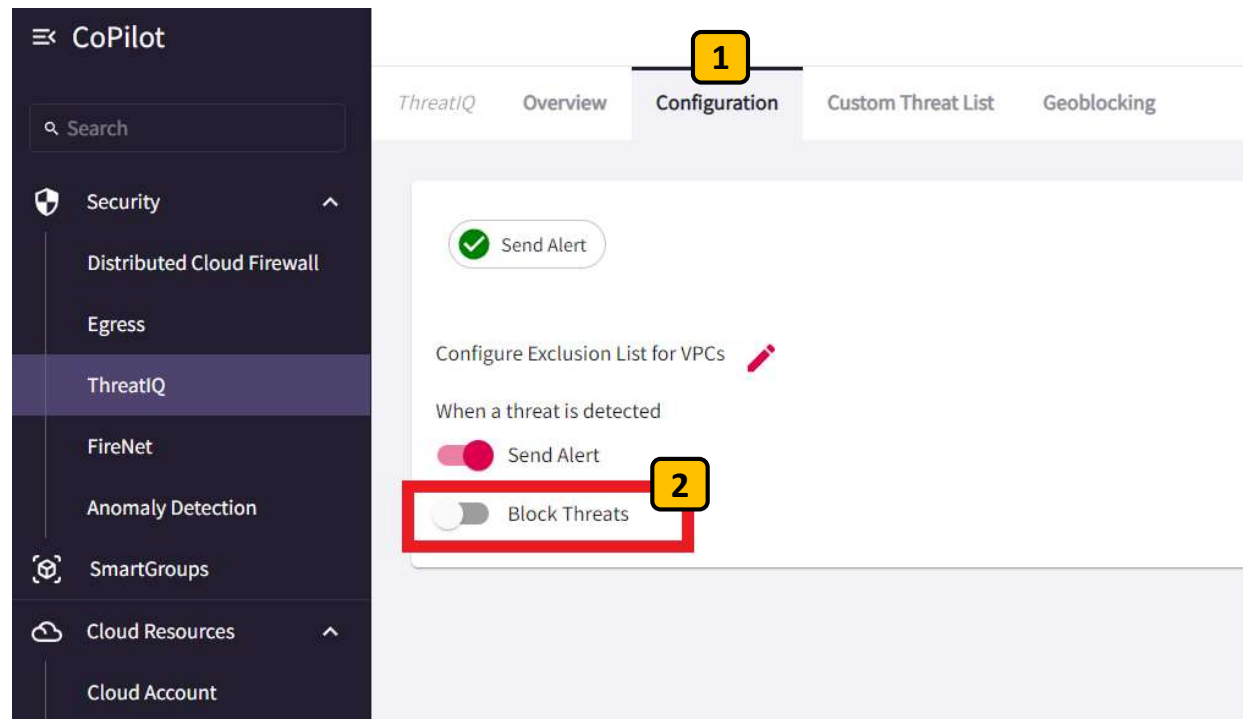 CoPilot
Search
Security
Distributed Cloud Firewall
Egress
ThreatIQ
FireNet
Anomaly Detection
SmartGroups
Cloud Resources
Cloud Account
1
ThreatIQ Overview Configuration Custom Threat List Geoblocking
Send Alert
Configure Exclusion List for VPCs
When a threat is detected
Send Alert
2
Block Threats